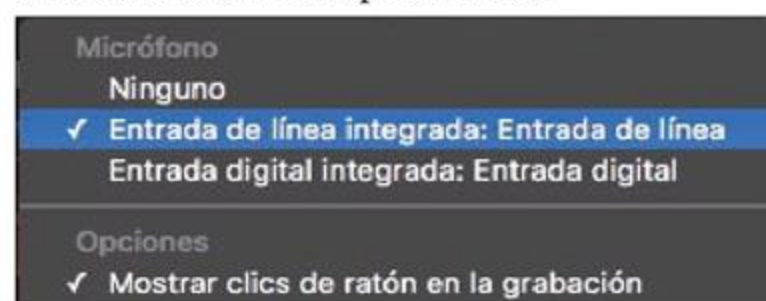 Micrófono
Ninguno
✓ Entrada de línea integrada: Entrada de línea
Entrada digital integrada: Entrada digital
Opciones
✓ Mostrar clics de ratón en la grabación